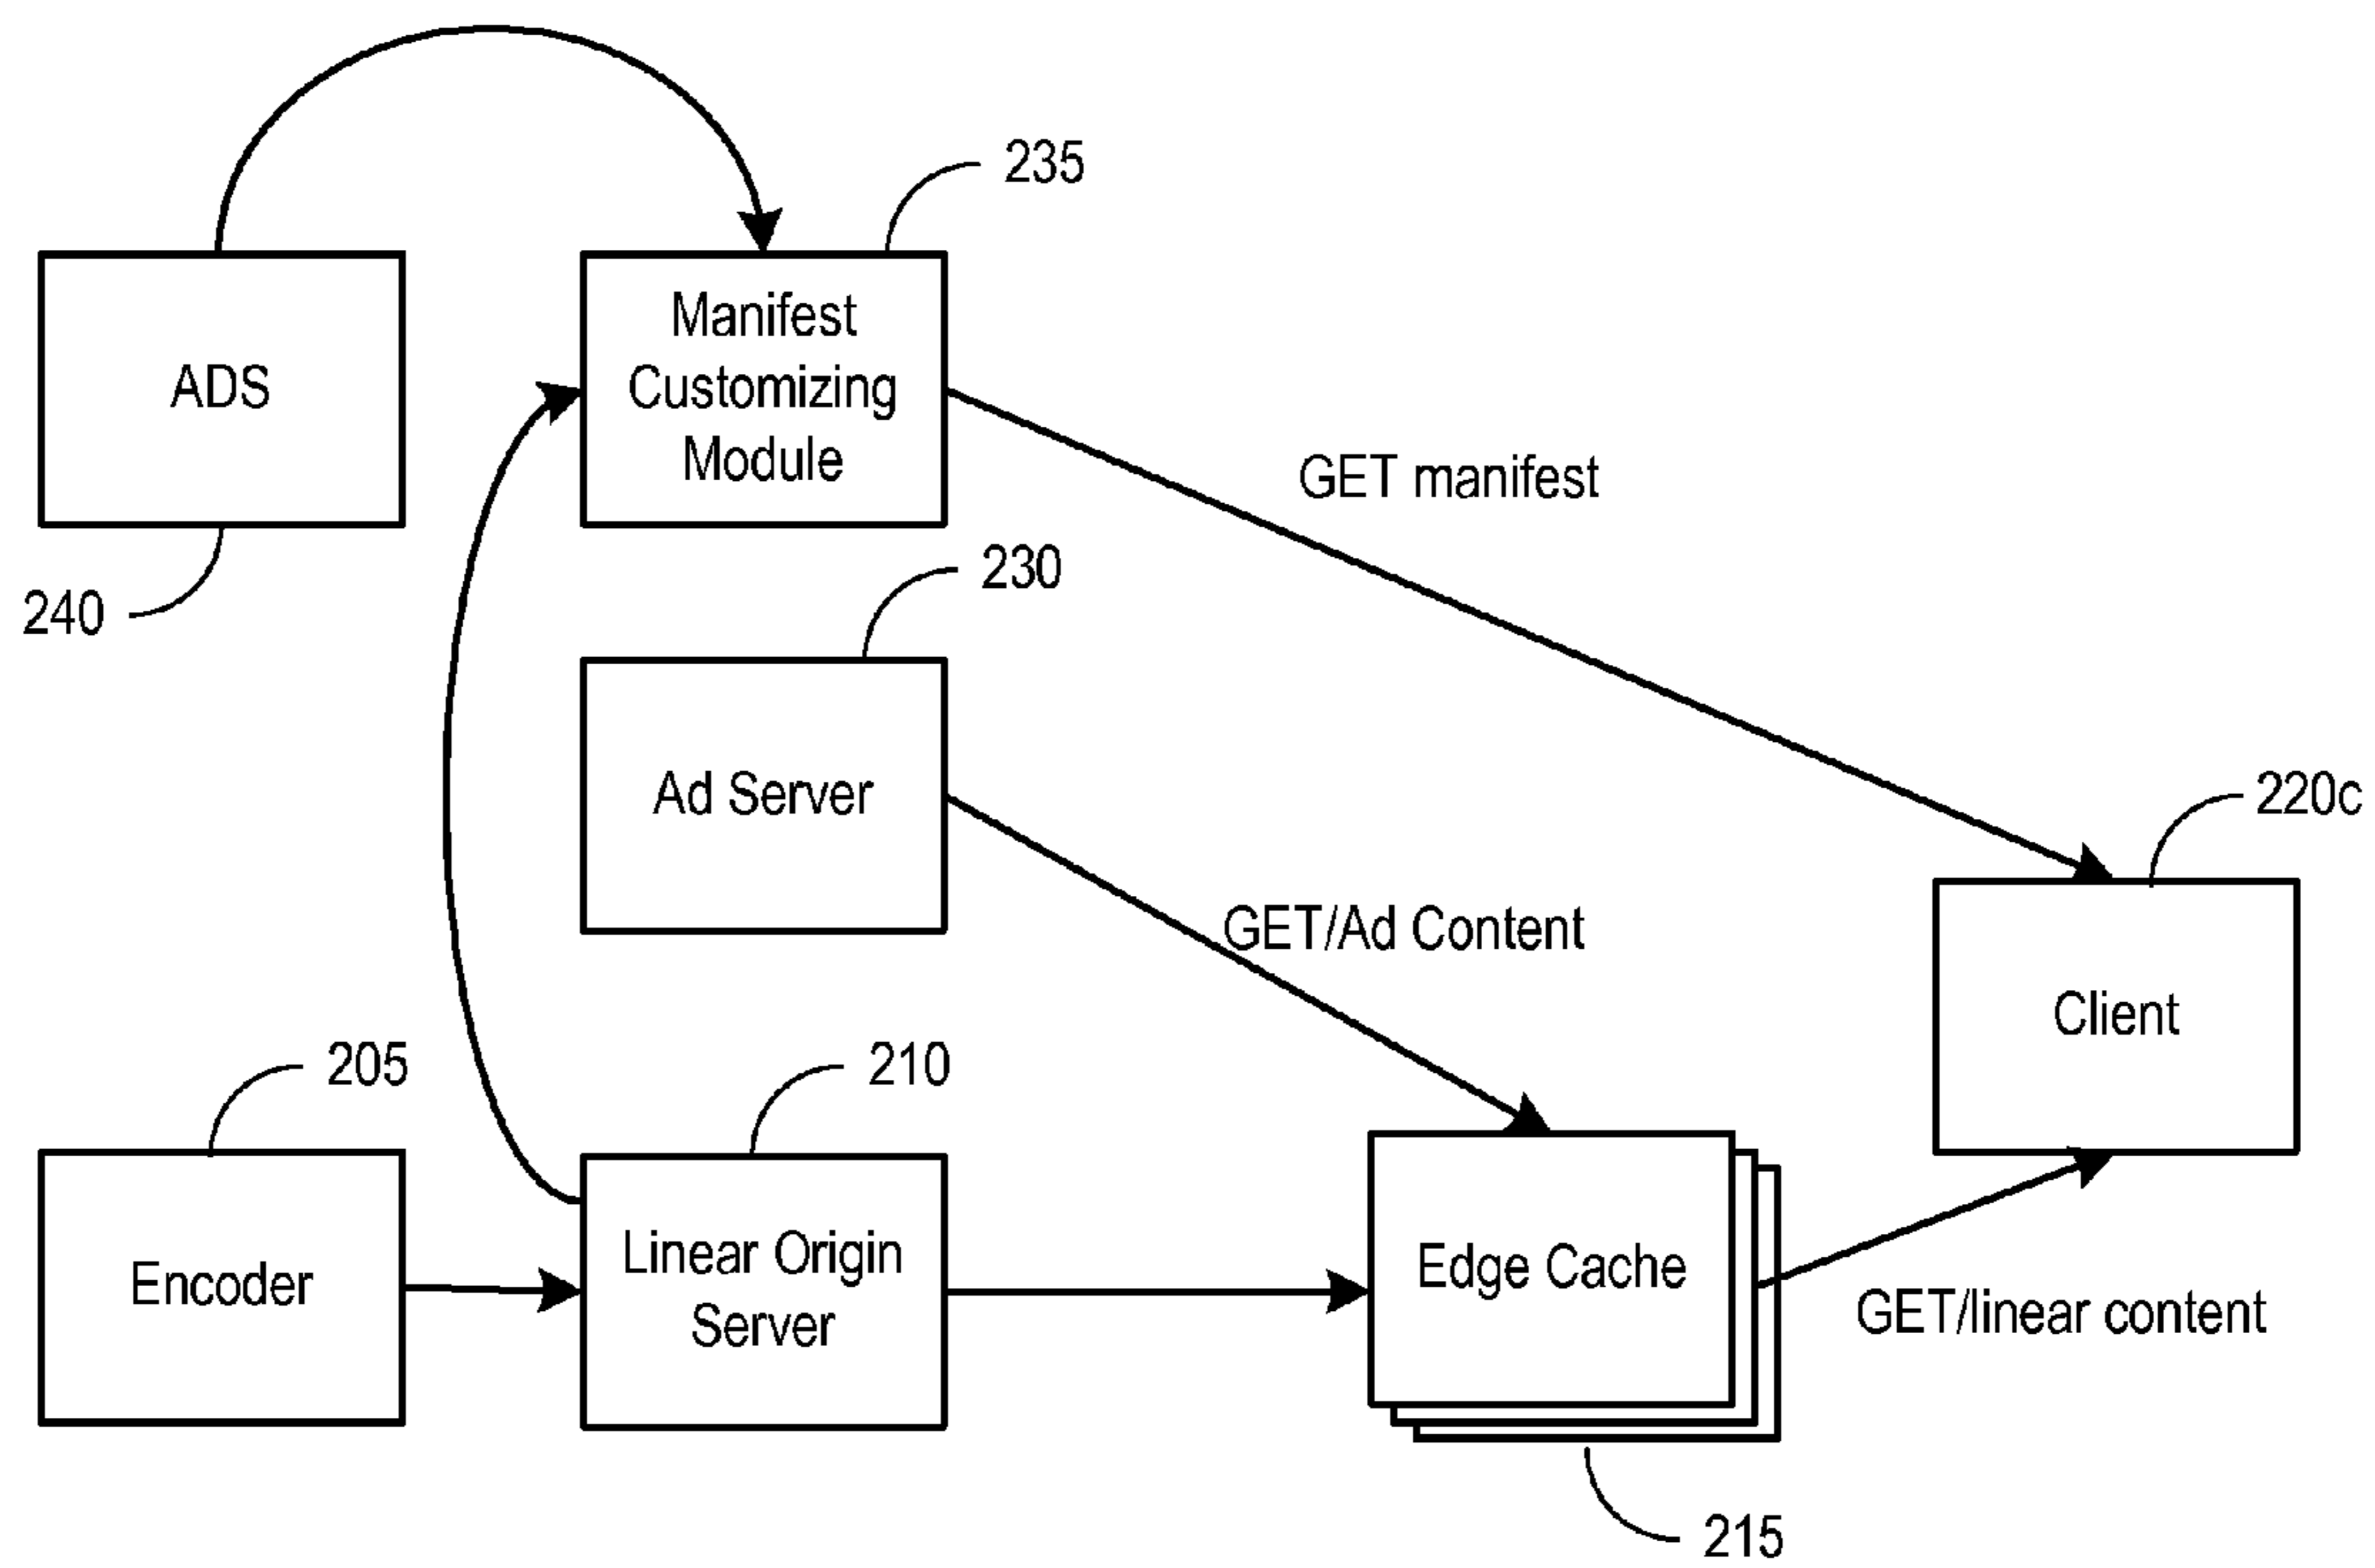 235
Manifest
Customizing
Module
ADS
GET manifest
240
230
Ad Server
220c
GET/Ad Content
Client
205
210
Encoder
Linear Origin
Server
Edge Cache
GET/linear content
215